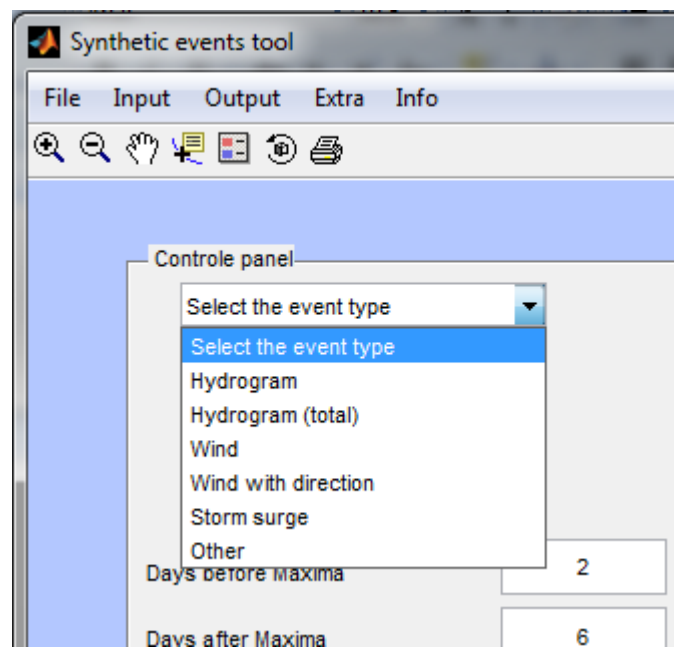 Synthetic events tool
File Input Output Extra Info
Controle panel
Select the event type
Select the event type
Hydrogram
Hydrogram (total)
Wind
Wind with direction
Storm surge
Other
Days before Maxima 2
Days after Maxima 6